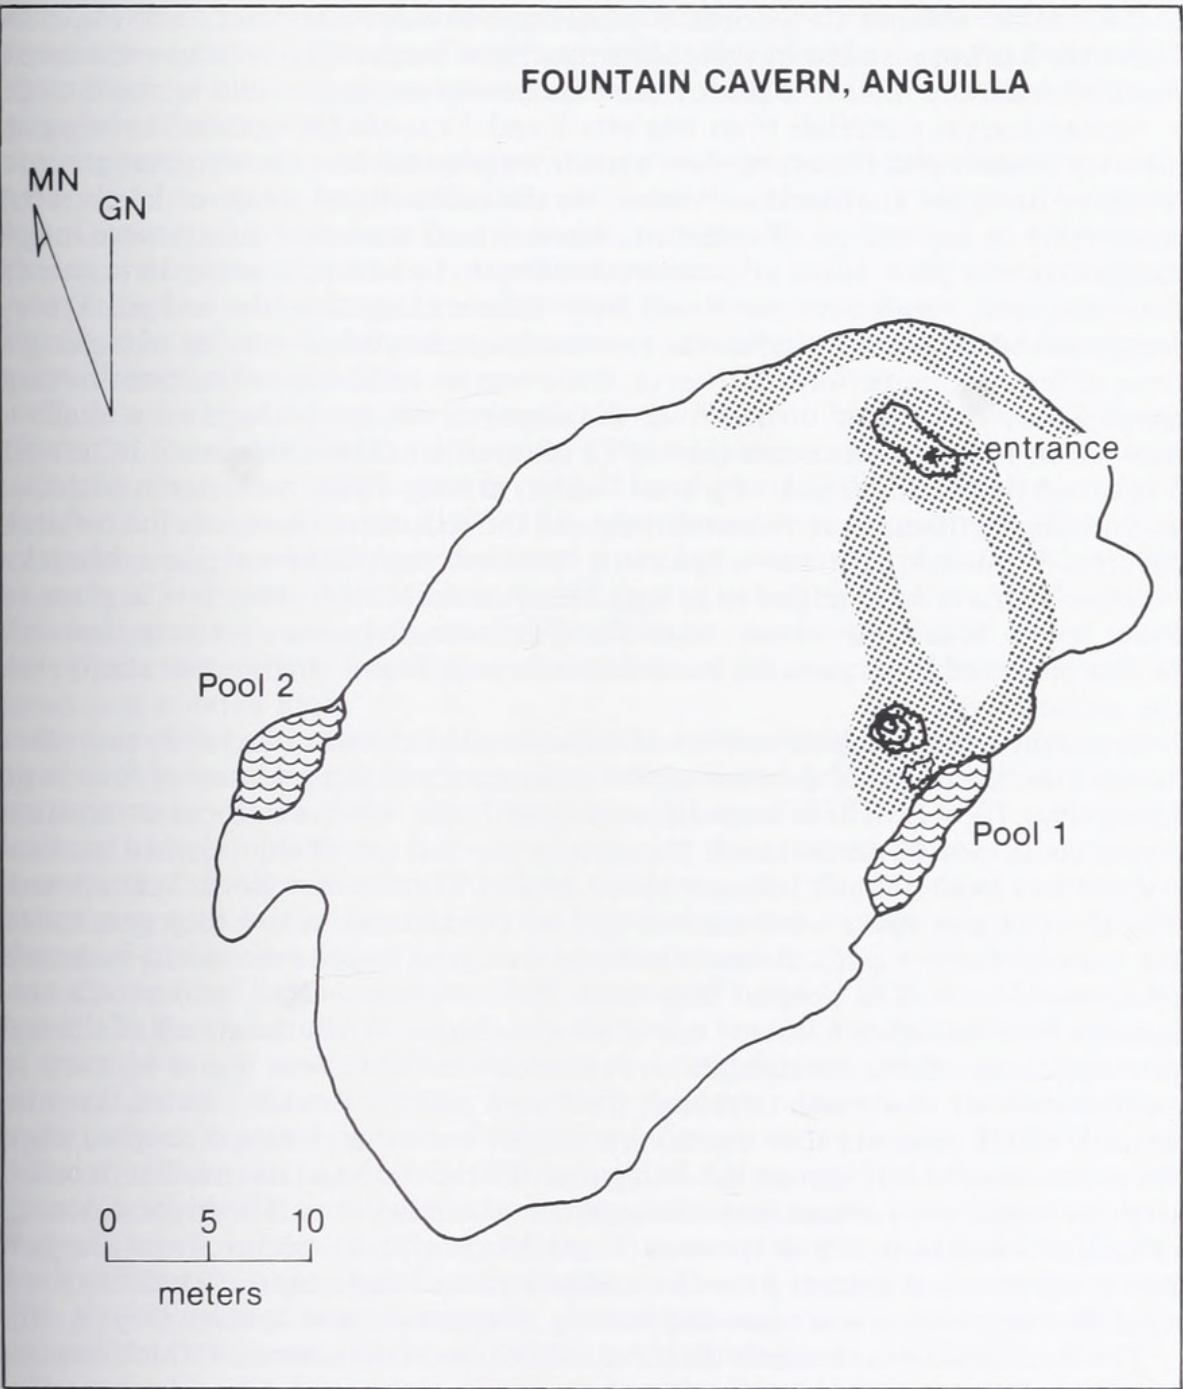 FOUNTAIN CAVERN, ANGUILLA
MN
GN
entrance
Pool 2
Pool 1
0 5 10
meters